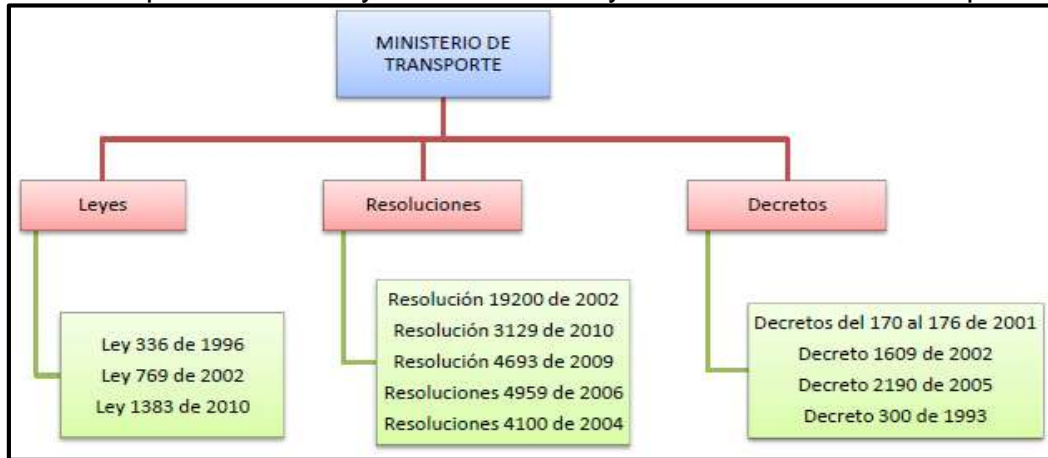 MINISTERIO DE
TRANSPORTE
Leyes
Resoluciones
Decretos
Ley 336 de 1996
Ley 769 de 2002
Ley 1383 de 2010
Resolución 19200 de 2002
Resolución 3129 de 2010
Resolución 4693 de 2009
Resoluciones 4959 de 2006
Resoluciones 4100 de 2004
Decretos del 170 al 176 de 2001
Decreto 1609 de 2002
Decreto 2190 de 2005
Decreto 300 de 1993